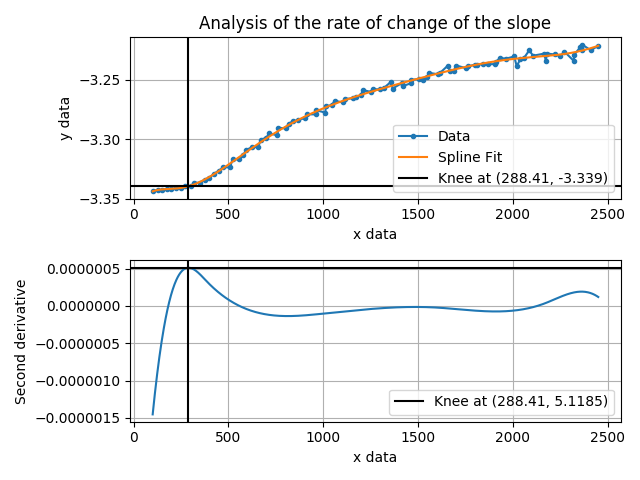 Analysis of the rate of change of the slope
y data
−3.25
−3.30
−3.35
Data
Spline Fit
Knee at (288.41, -3.339)
0 500 1000 1500 2000 2500
x data
Second derivative
0.0000005
0.0000000
−0.0000005
−0.0000010
−0.0000015
Knee at (288.41, 5.1185)
0 500 1000 1500 2000 2500
x data